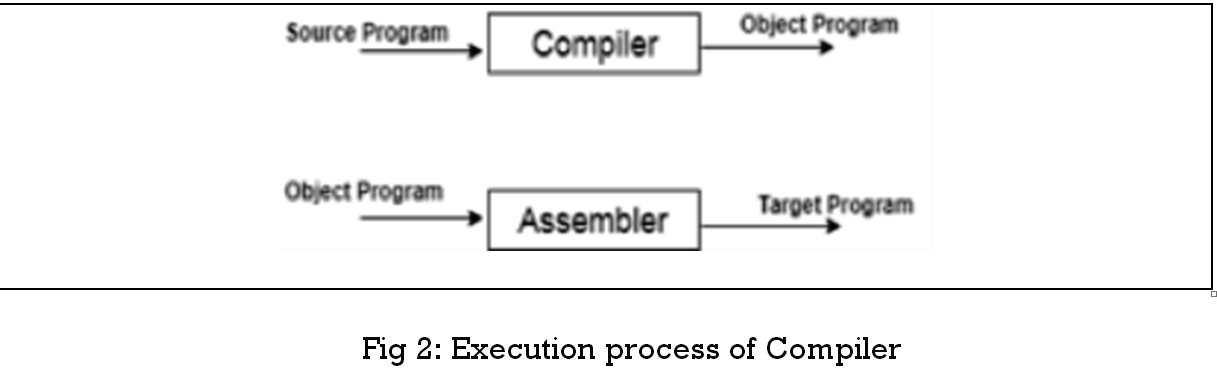 Source Program
Compiler
Object Program
Object Program
Assembler
Target Program
Fig 2: Execution process of Compiler